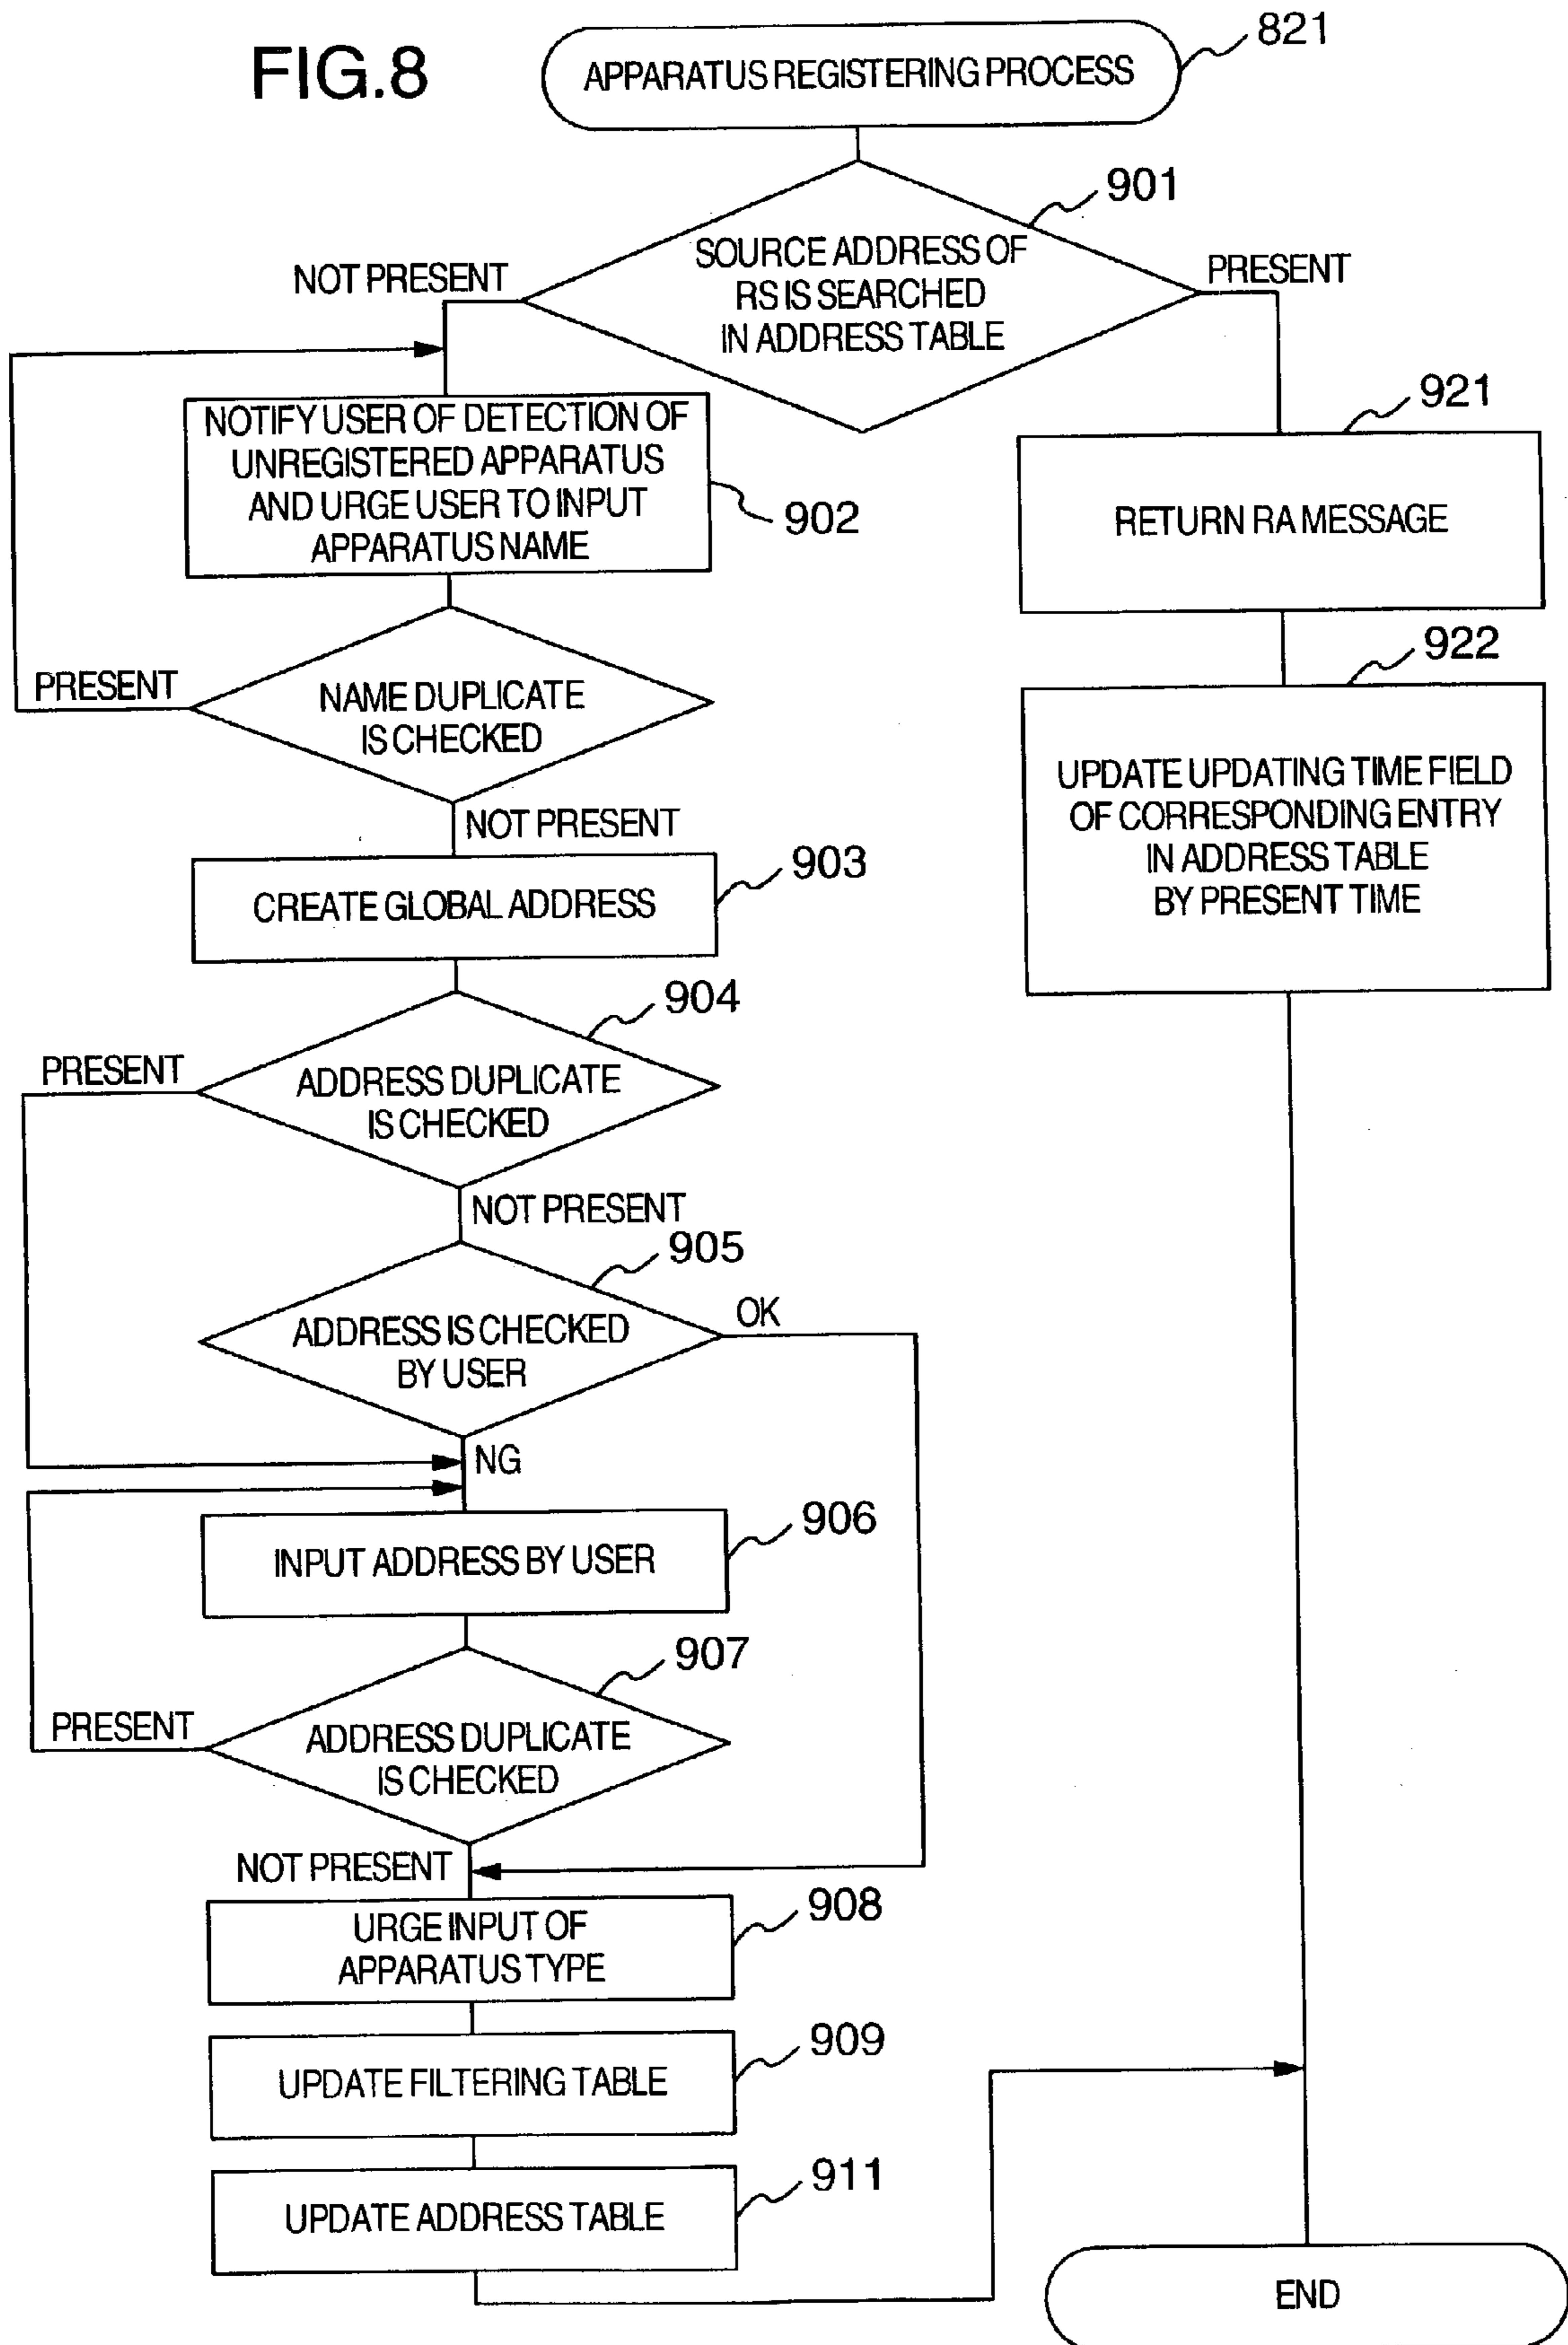 FIG.8
APPARATUS REGISTERING PROCESS
821
901
SOURCE ADDRESS OF
RS IS SEARCHED
IN ADDRESS TABLE
NOT PRESENT
PRESENT
NOTIFY USER OF DETECTION OF
UNREGISTERED APPARATUS
AND URGE USER TO INPUT
APPARATUS NAME
902
921
RETURN RA MESSAGE
922
UPDATE UPDATING TIME FIELD
OF CORRESPONDING ENTRY
IN ADDRESS TABLE
BY PRESENT TIME
PRESENT
NAME DUPLICATE
IS CHECKED
NOT PRESENT
903
CREATE GLOBAL ADDRESS
904
PRESENT
ADDRESS DUPLICATE
IS CHECKED
NOT PRESENT
905
ADDRESS IS CHECKED
BY USER
OK
NG
906
INPUT ADDRESS BY USER
907
PRESENT
ADDRESS DUPLICATE
IS CHECKED
NOT PRESENT
908
URGE INPUT OF
APPARATUS TYPE
909
UPDATE FILTERING TABLE
911
UPDATE ADDRESS TABLE
END